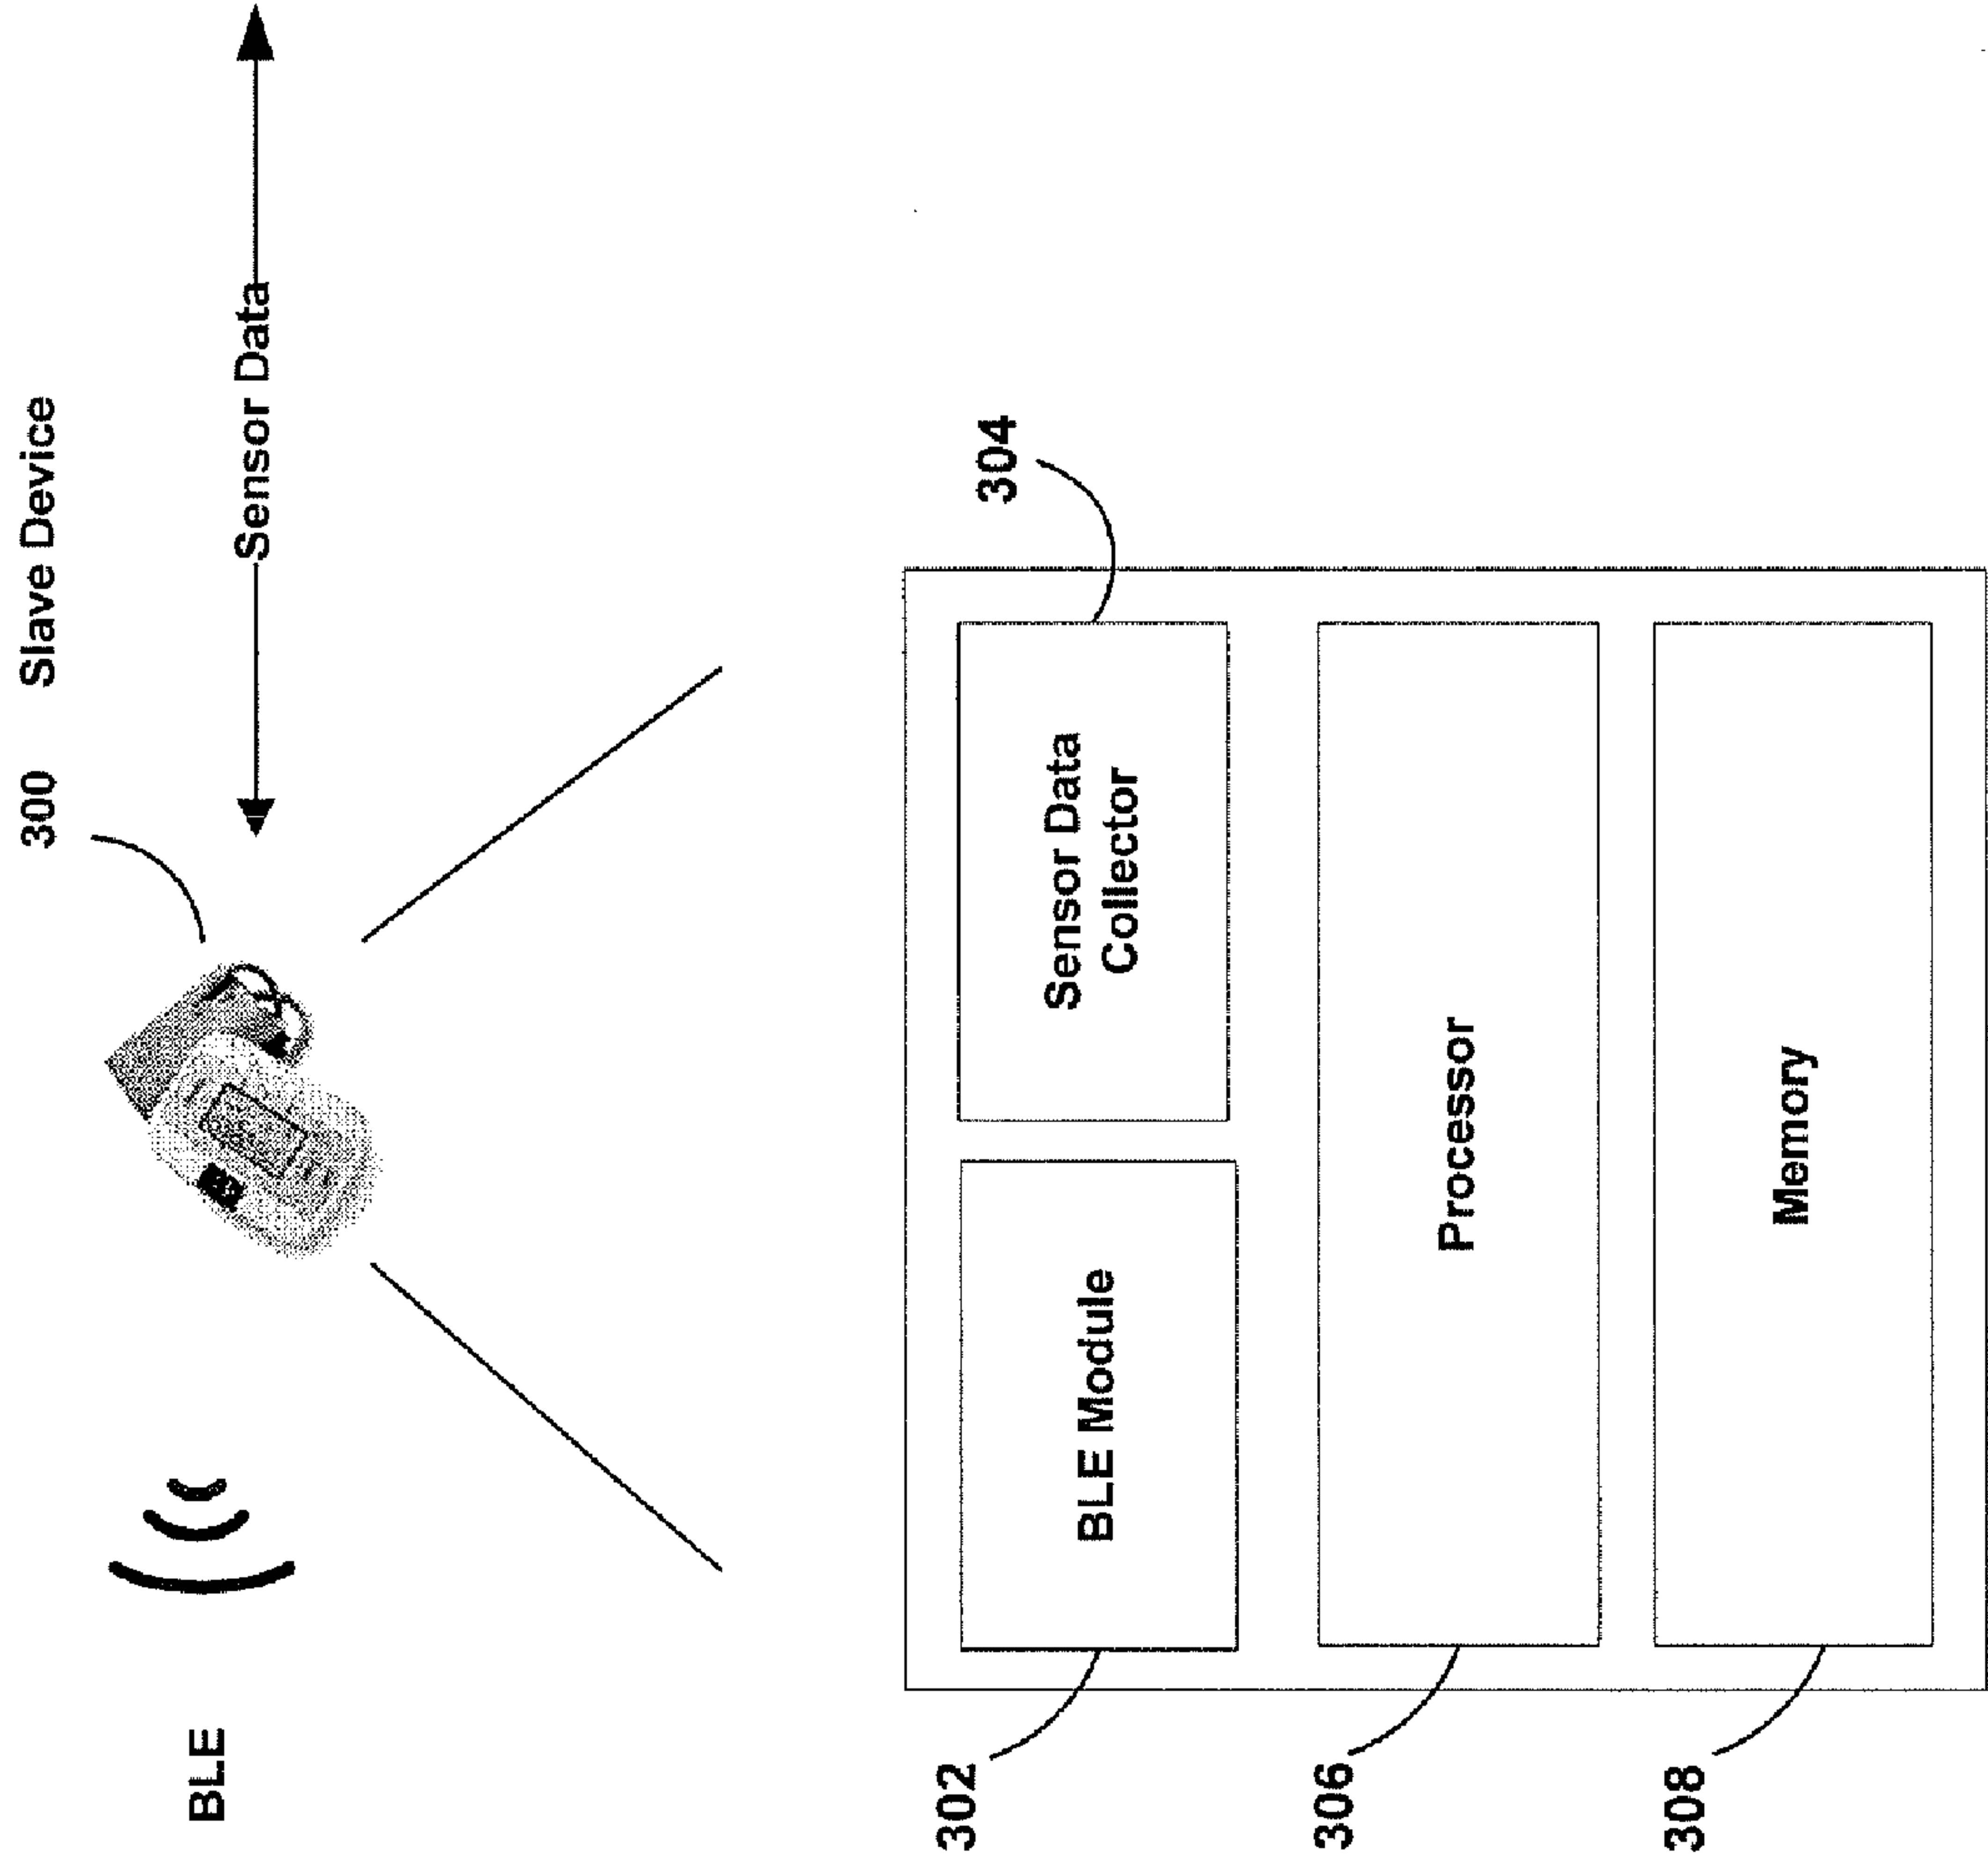 300 Slave Device
BLE
Sensor Data
302
BLE Module
Sensor Data
Collector
304
306
Processor
308
Memory